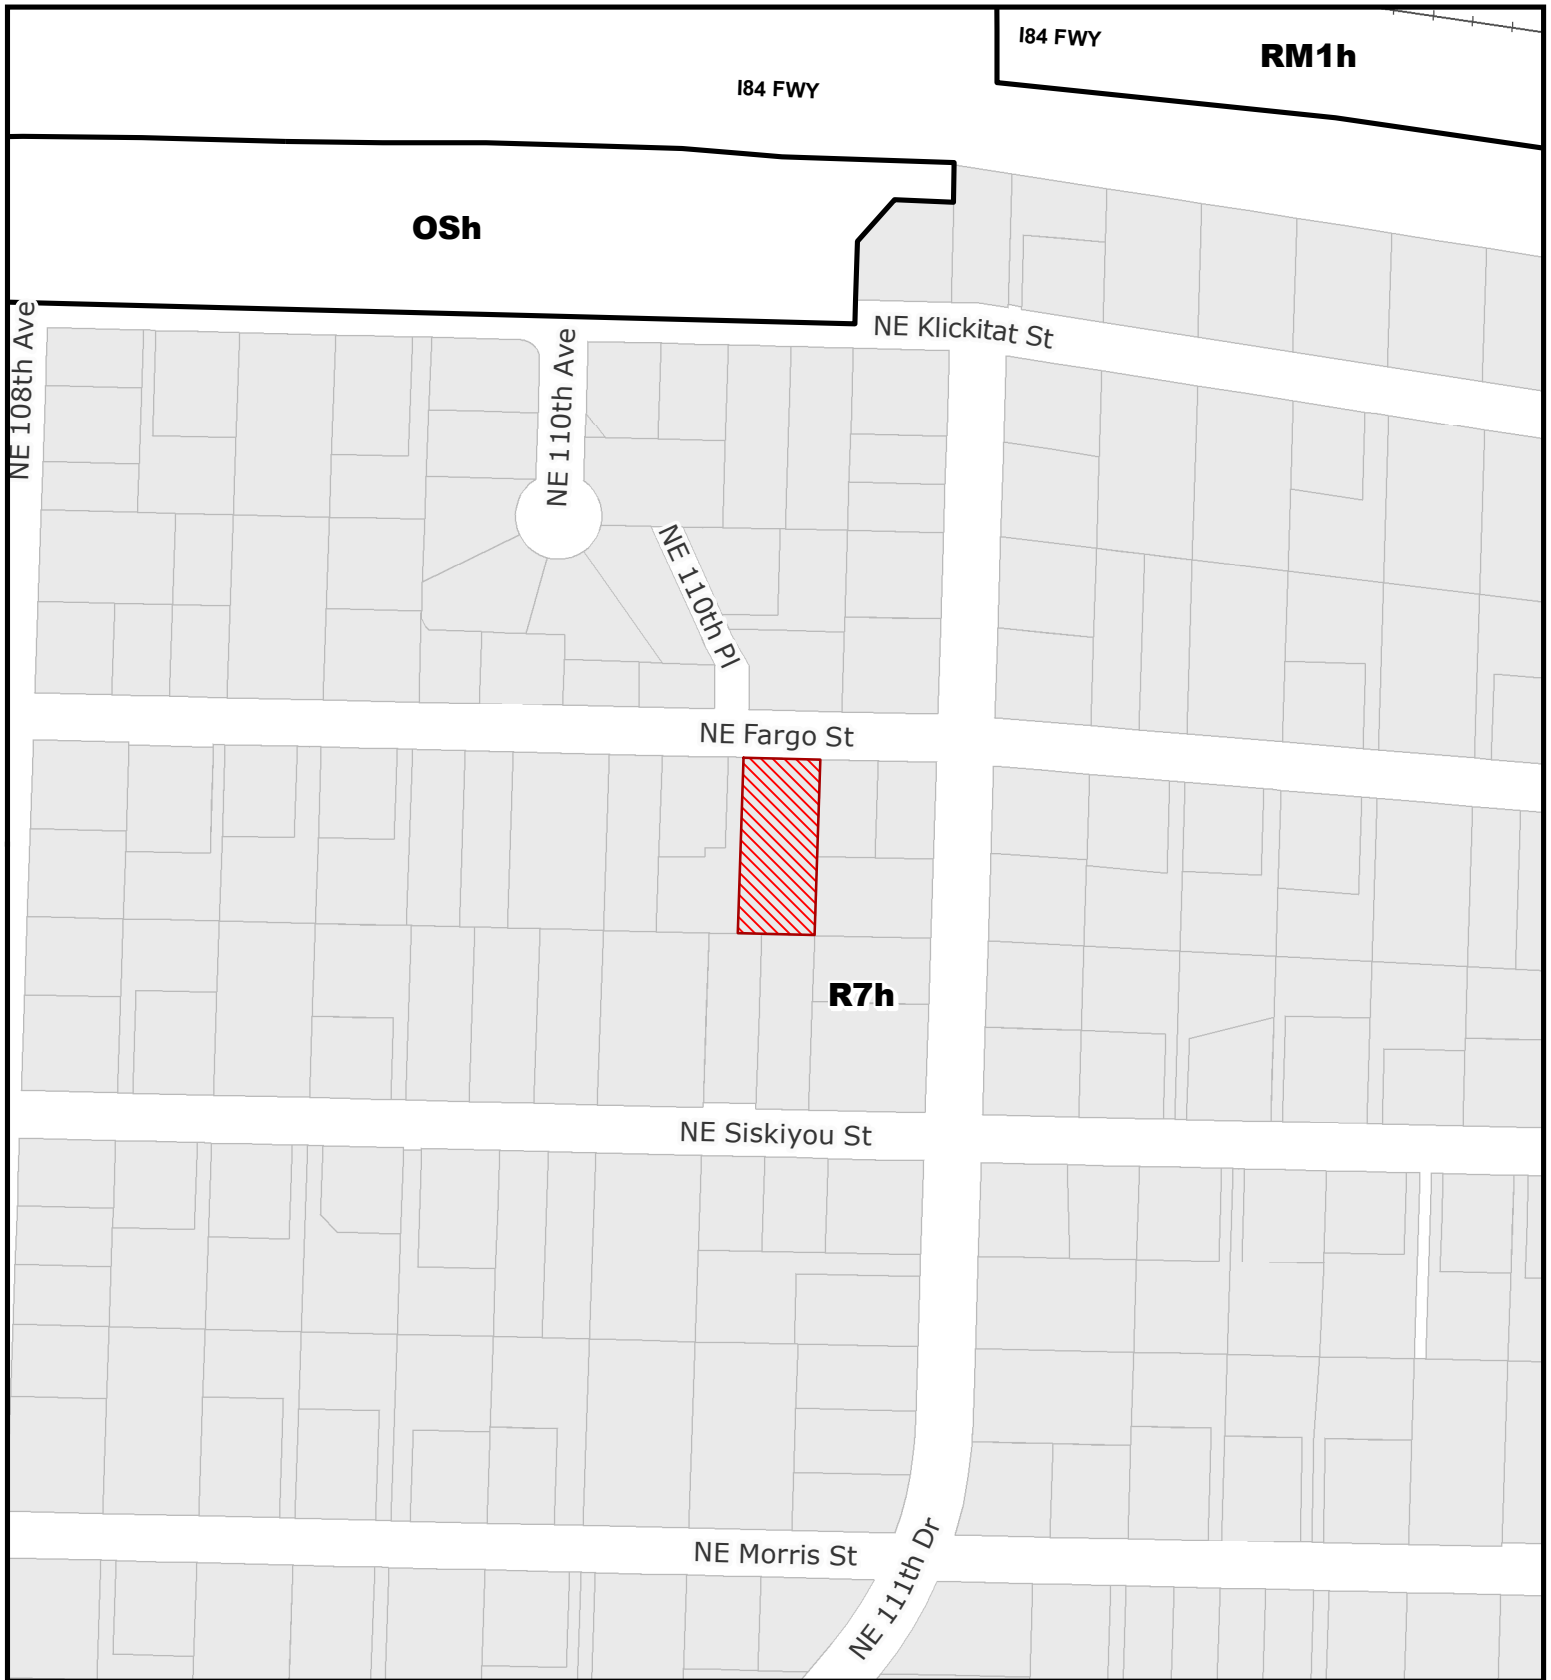 I84 FWY
RM1h
I84 FWY
OSh
NE Klickitat St
NE 108th Ave
NE 110th Ave
NE 110th Pl
NE Fargo St
R7h
NE Siskiyou St
NE Morris St
NE 111th Dr